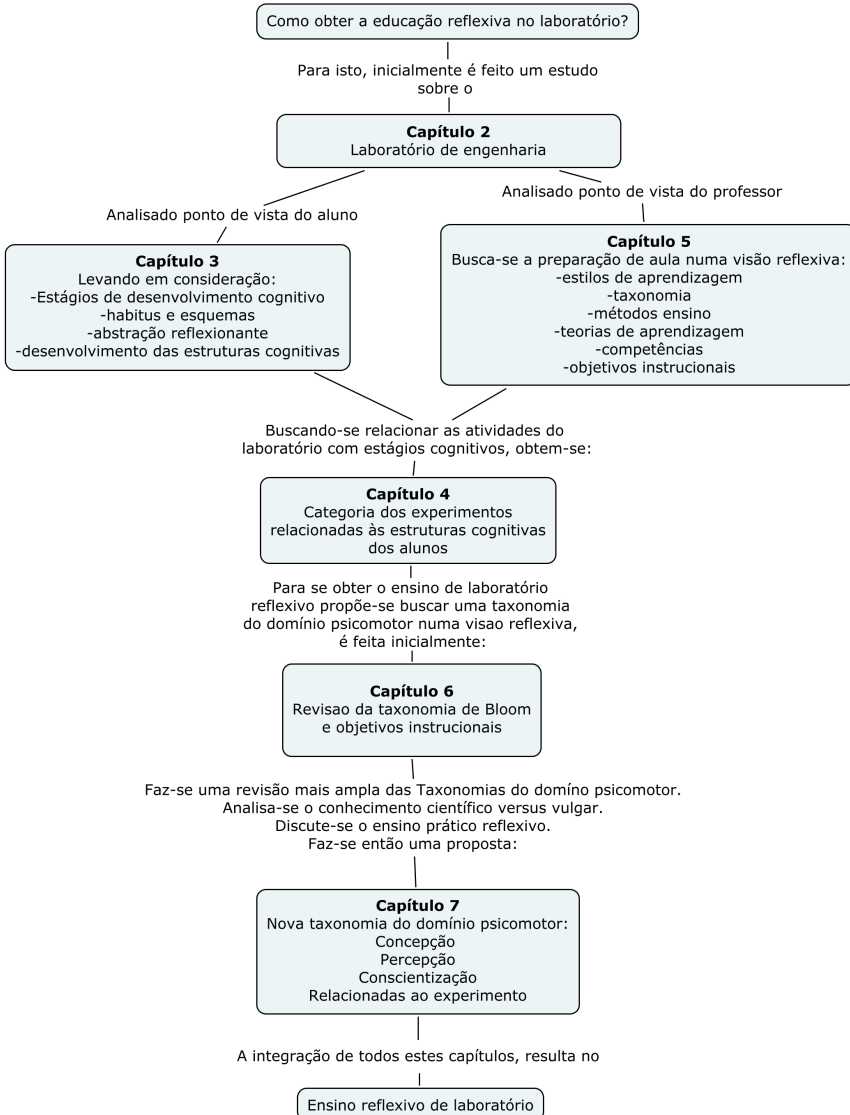 Como obter a educação reflexiva no laboratório?
Para isto, inicialmente é feito um estudo
sobre o
Capítulo 2
Laboratório de engenharia
Analisado ponto de vista do aluno
Analisado ponto de vista do professor
Capítulo 3
Levando em consideração:
-Estágios de desenvolvimento cognitivo
-habitus e esquemas
-abstração reflexionante
-desenvolvimento das estruturas cognitivas
Capítulo 5
Busca-se a preparação de aula numa visão reflexiva:
-estilos de aprendizagem
-taxonomia
-métodos ensino
-teorias de aprendizagem
-competências
-objetivos instrucionais
Buscando-se relacionar as atividades do
laboratório com estágios cognitivos, obtem-se:
Capítulo 4
Categoria dos experimentos
relacionadas às estruturas cognitivas
dos alunos
Para se obter o ensino de laboratório
reflexivo propõe-se buscar uma taxonomia
do domínio psicomotor numa visao reflexiva,
é feita inicialmente:
Capítulo 6
Revisao da taxonomia de Bloom
e objetivos instrucionais
Faz-se uma revisão mais ampla das Taxonomias do domíno psicomotor.
Analisa-se o conhecimento científico versus vulgar.
Discute-se o ensino prático reflexivo.
Faz-se então uma proposta:
Capítulo 7
Nova taxonomia do domínio psicomotor:
Concepção
Percepção
Conscientização
Relacionadas ao experimento
A integração de todos estes capítulos, resulta no
Ensino reflexivo de laboratório